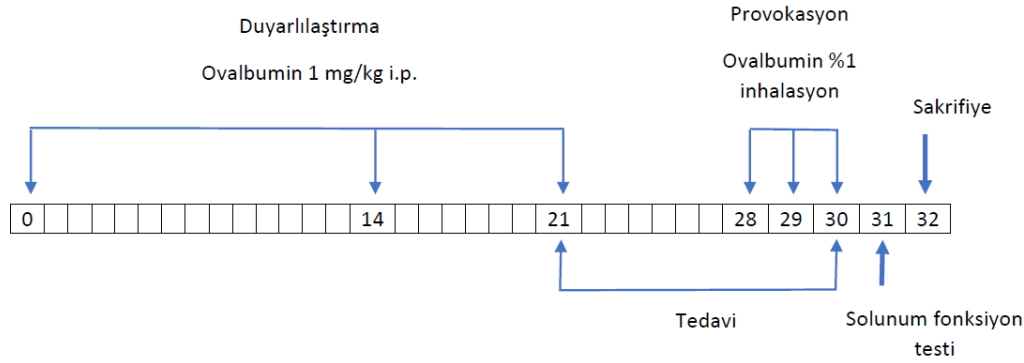 Duyarlılaştırma
Ovalbumin 1 mg/kg i.p.
Provokasyon
Ovalbumin %1
inhalasyon
Sakrifiye
0 14 21 28 29 30 31 32
Tedavi
Solunum fonksiyon
testi